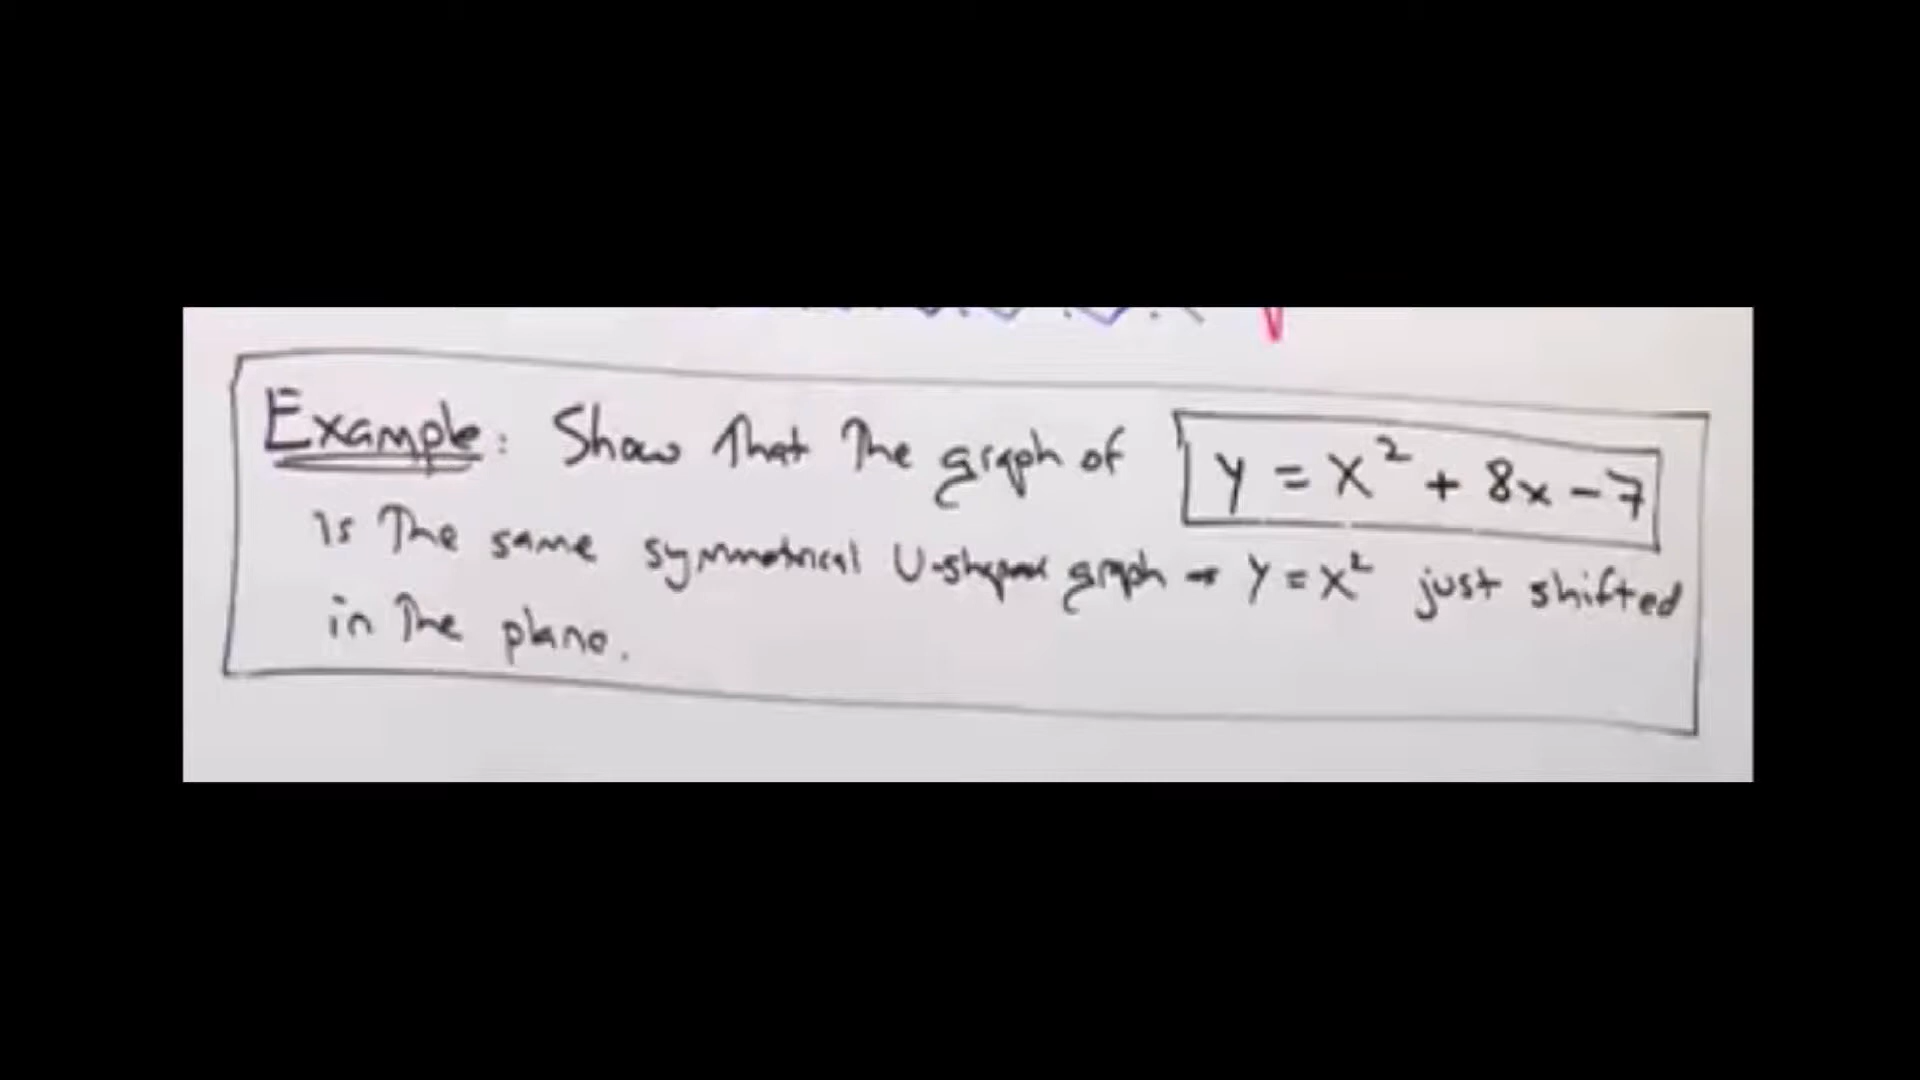 Example: Show that the graph of y = x² + 8x - 7
is the same symmetrical U-shaped graph as y = x² just shifted
in the plane.